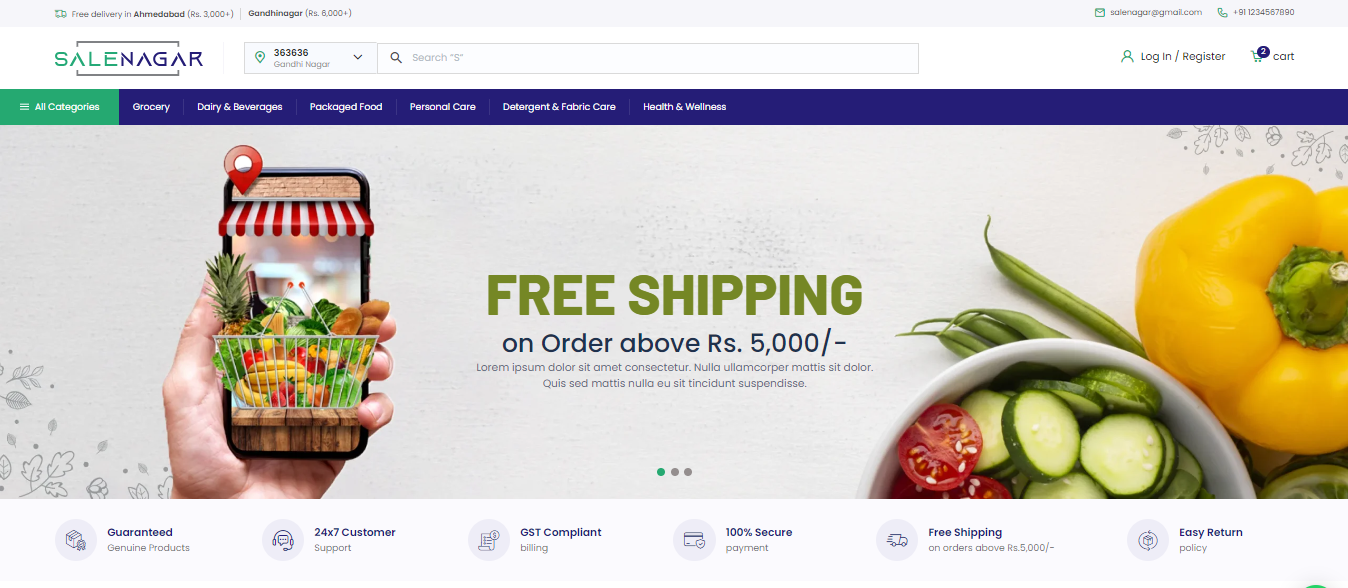 Free delivery in Ahmedabad (Rs. 3,000+) Gandhinagar (Rs. 6,000+)
salenagar@gmail.com +91 1234567890
SALENAGAR
363636
Gandhi Nagar
Search "S"
Log In / Register
2
cart
All Categories Grocery Dairy & Beverages Packaged Food Personal Care Detergent & Fabric Care Health & Wellness
FREE SHIPPING
on Order above Rs. 5,000/-
Lorem ipsum dolor sit amet consectetur. Nulla ullamcorper mattis sit dolor.
Quis sed mattis nulla eu sit tincidunt suspendisse.
Guaranteed
Genuine Products
24x7 Customer
Support
GST Compliant
billing
100% Secure
payment
Free Shipping
on orders above Rs.5,000/-
Easy Return
policy